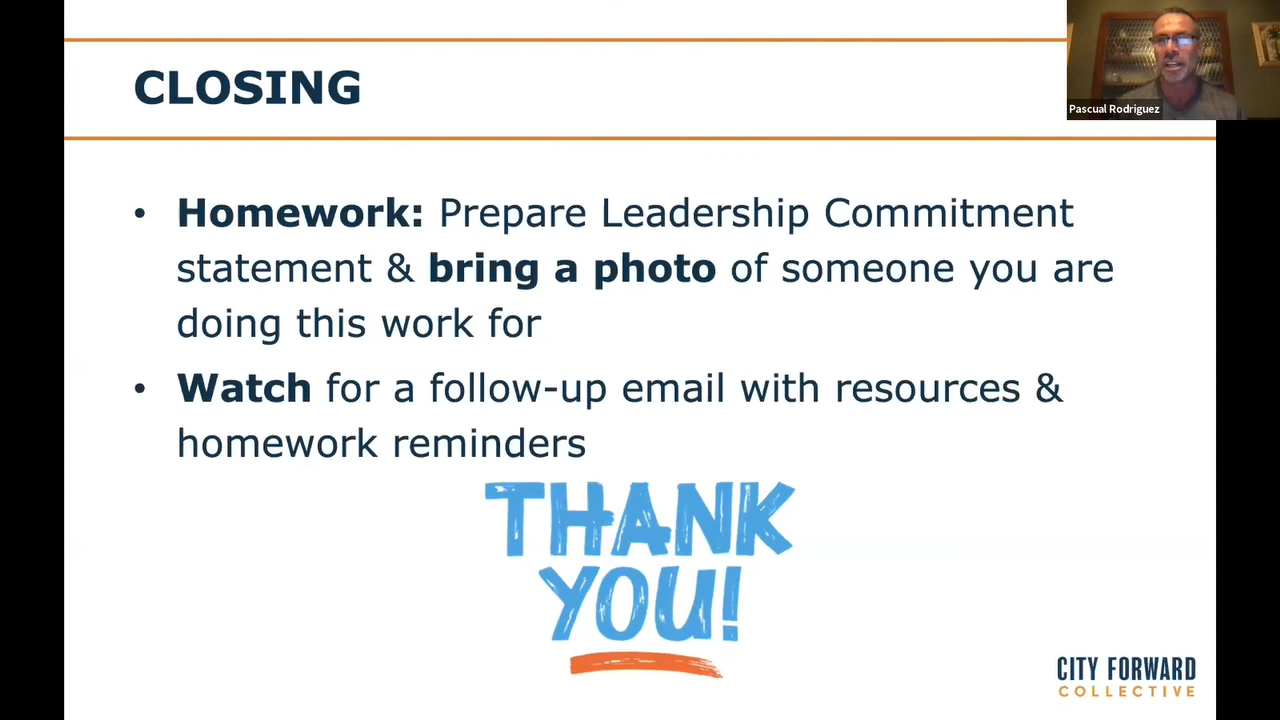 CLOSING
Pascual Rodriguez
• Homework: Prepare Leadership Commitment
statement & bring a photo of someone you are
doing this work for
• Watch for a follow-up email with resources &
homework reminders
THANK
YOU!
CITY FORWARD
COLLECTIVE